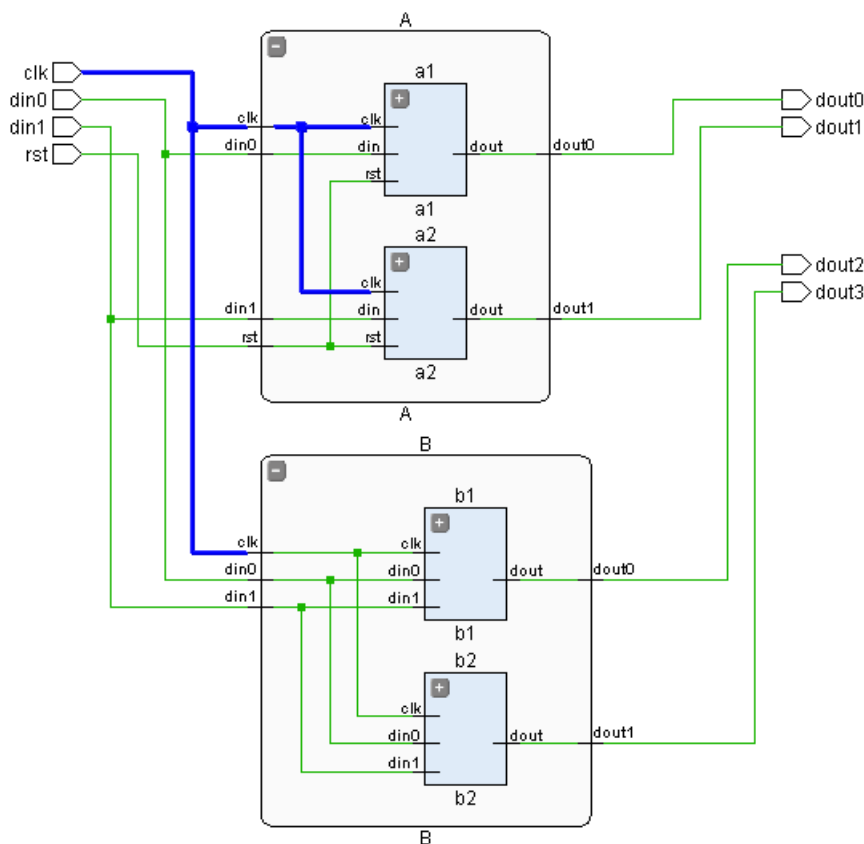 A
clk
din0
din1
rst
a1
clk
din
rst
dout
a1
a2
clk
din
rst
dout
a2
clk
din0
din1
rst
dout0
dout1
A
dout0
dout1
dout2
dout3
B
b1
clk
din0
din1
dout
b1
b2
clk
din0
din1
dout
b2
clk
din0
din1
dout0
dout1
B